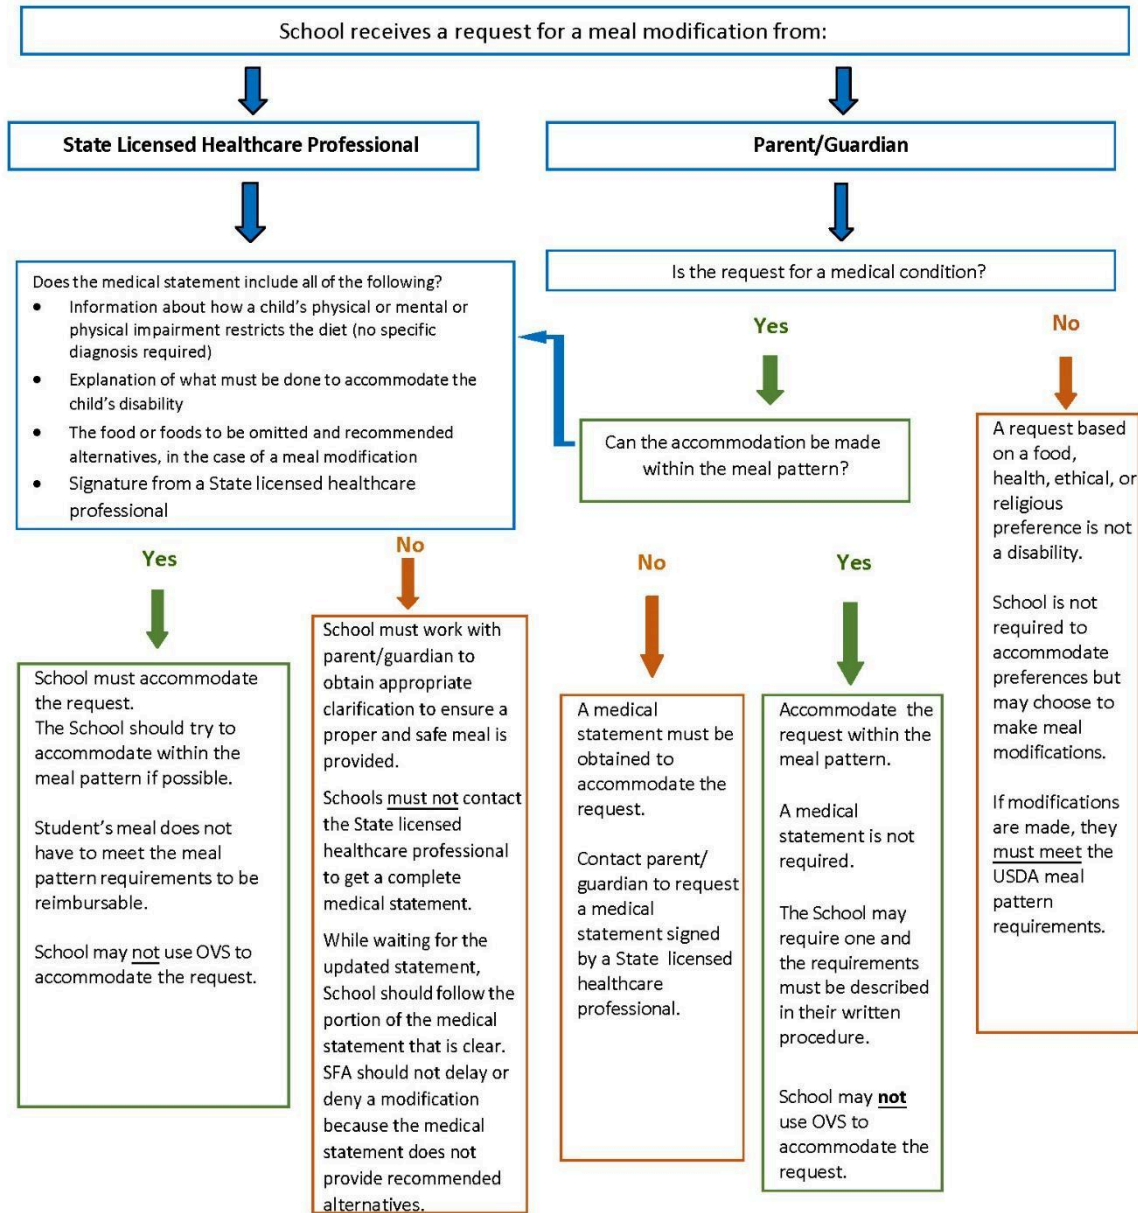 School receives a request for a meal modification from:
State Licensed Healthcare Professional
Parent/Guardian
Does the medical statement include all of the following?
• Information about how a child's physical or mental or
physical impairment restricts the diet (no specific
diagnosis required)
• Explanation of what must be done to accommodate the
child's disability
• The food or foods to be omitted and recommended
alternatives, in the case of a meal modification
• Signature from a State licensed healthcare
professional
Is the request for a medical condition?
Yes
No
Can the accommodation be made
within the meal pattern?
A request based
on a food,
health, ethical, or
religious
preference is not
a disability.
School is not
required to
accommodate
preferences but
may choose to
make meal
modifications.
If modifications
are made, they
must meet the
USDA meal
pattern
requirements.
Yes
No
No
Yes
School must accommodate
the request.
The School should try to
accommodate within the
meal pattern if possible.
Student's meal does not
have to meet the meal
pattern requirements to be
reimbursable.
School may not use OVS to
accommodate the request.
School must work with
parent/guardian to
obtain appropriate
clarification to ensure a
proper and safe meal is
provided.
Schools must not contact
the State licensed
healthcare professional
to get a complete
medical statement.
While waiting for the
updated statement,
School should follow the
portion of the medical
statement that is clear.
SFA should not delay or
deny a modification
because the medical
statement does not
provide recommended
alternatives.
A medical
statement must be
obtained to
accommodate the
request.
Contact parent/
guardian to request
a medical
statement signed
by a State licensed
healthcare
professional.
Accommodate the
request within the
meal pattern.
A medical
statement is not
required.
The School may
require one and
the requirements
must be described
in their written
procedure.
School may not
use OVS to
accommodate the
request.